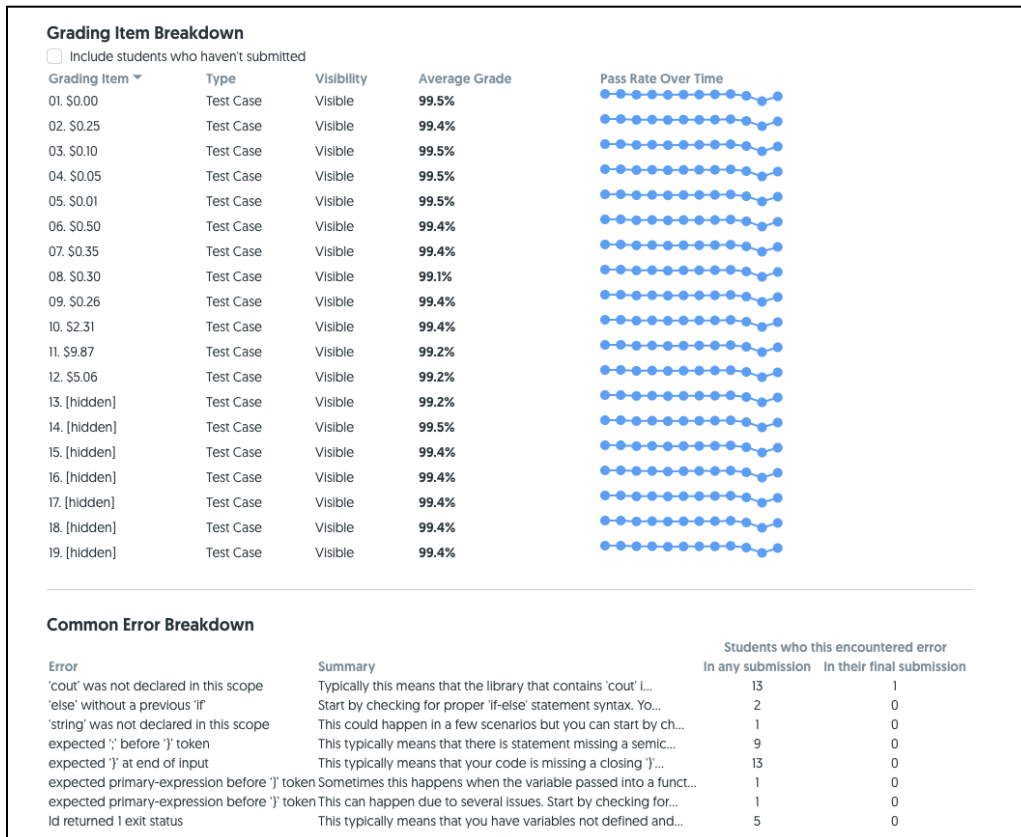 Grading Item Breakdown
Include students who haven't submitted
Grading Item Type Visibility Average Grade Pass Rate Over Time
01. $0.00 Test Case Visible 99.5%
02. $0.25 Test Case Visible 99.4%
03. $0.10 Test Case Visible 99.5%
04. $0.05 Test Case Visible 99.5%
05. $0.01 Test Case Visible 99.5%
06. $0.50 Test Case Visible 99.4%
07. $0.35 Test Case Visible 99.4%
08. $0.30 Test Case Visible 99.1%
09. $0.26 Test Case Visible 99.4%
10. $2.31 Test Case Visible 99.4%
11. $9.87 Test Case Visible 99.2%
12. $5.06 Test Case Visible 99.2%
13. [hidden] Test Case Visible 99.2%
14. [hidden] Test Case Visible 99.5%
15. [hidden] Test Case Visible 99.4%
16. [hidden] Test Case Visible 99.4%
17. [hidden] Test Case Visible 99.4%
18. [hidden] Test Case Visible 99.4%
19. [hidden] Test Case Visible 99.4%
Common Error Breakdown
Students who this encountered error
Error Summary In any submission In their final submission
'cout' was not declared in this scope Typically this means that the library that contains 'cout' i... 13 1
'else' without a previous 'if' Start by checking for proper 'if-else' statement syntax. Yo... 2 0
'string' was not declared in this scope This could happen in a few scenarios but you can start by ch... 1 0
expected ';' before '}' token This typically means that there is statement missing a semic... 9 0
expected '}' at end of input This typically means that your code is missing a closing '}'... 13 0
expected primary-expression before ')' token Sometimes this happens when the variable passed into a funct... 1 0
expected primary-expression before '}' token This can happen due to several issues. Start by checking for... 1 0
ld returned 1 exit status This typically means that you have variables not defined and... 5 0